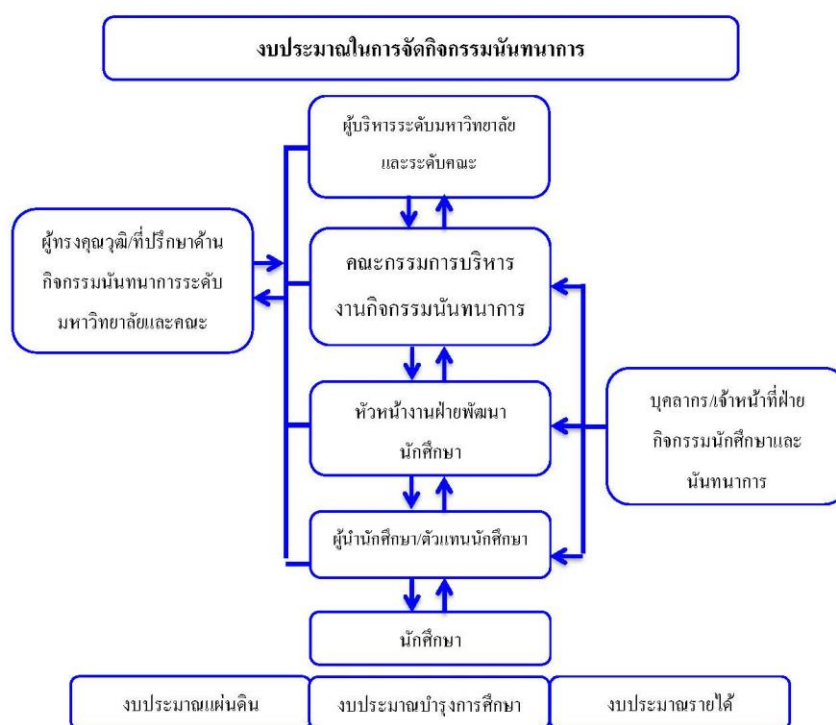 งบประมาณในการจัดกิจกรรมนันทนาการ
ผู้บริหารระดับมหาวิทยาลัย
และระดับคณะ
ผู้ทรงคุณวุฒิ/ที่ปรึกษาด้าน
กิจกรรมนันทนาการระดับ
มหาวิทยาลัยและคณะ
คณะกรรมการบริหาร
งานกิจกรรมนันทนาการ
หัวหน้างานฝ่ายพัฒนา
นักศึกษา
บุคลากร/เจ้าหน้าที่ฝ่าย
กิจกรรมนักศึกษาและ
นันทนาการ
ผู้นำนักศึกษา/ตัวแทนนักศึกษา
นักศึกษา
งบประมาณแผ่นดิน
งบประมาณบำรุงการศึกษา
งบประมาณรายได้